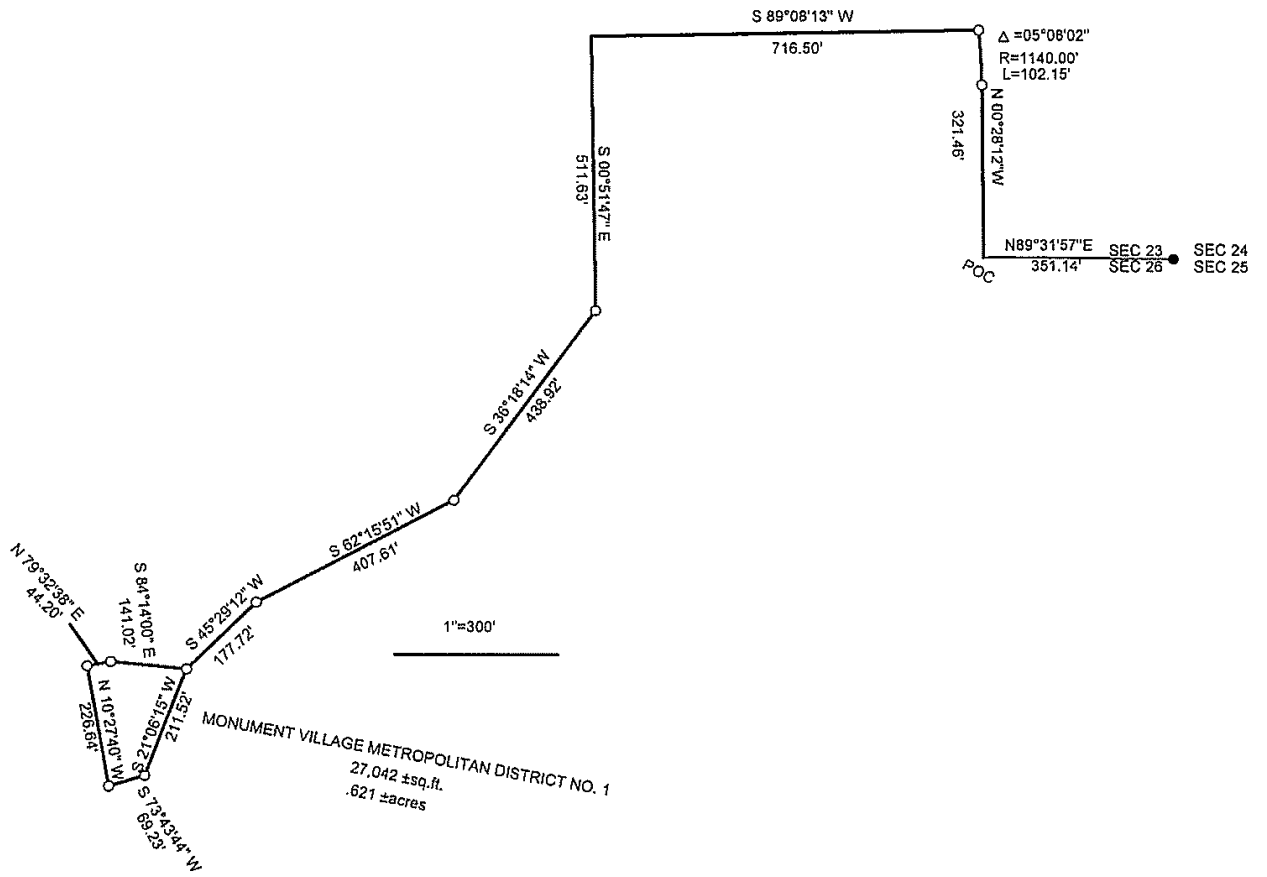 S 89°08'13" W
716.50'
Δ =05°08'02"
R=1140.00'
L=102.15'
N 00°28'12"W
321.46'
S 00°51'47" E
511.63'
N89°31'57"E
351.14'
SEC 23
SEC 24
SEC 26
SEC 25
POC
S 36°18'14" W
438.92'
S 62°15'51" W
407.61'
S 45°29'12" W
177.72'
N 79°32'38" E
44.20'
S 84°14'00" E
141.02'
1"=300'
N 10°27'40" W
226.64'
S 21°06'15" W
211.52'
S 73°43'44" W
69.23'
MONUMENT VILLAGE METROPOLITAN DISTRICT NO. 1
27,042 ±sq.ft.
.621 ±acres